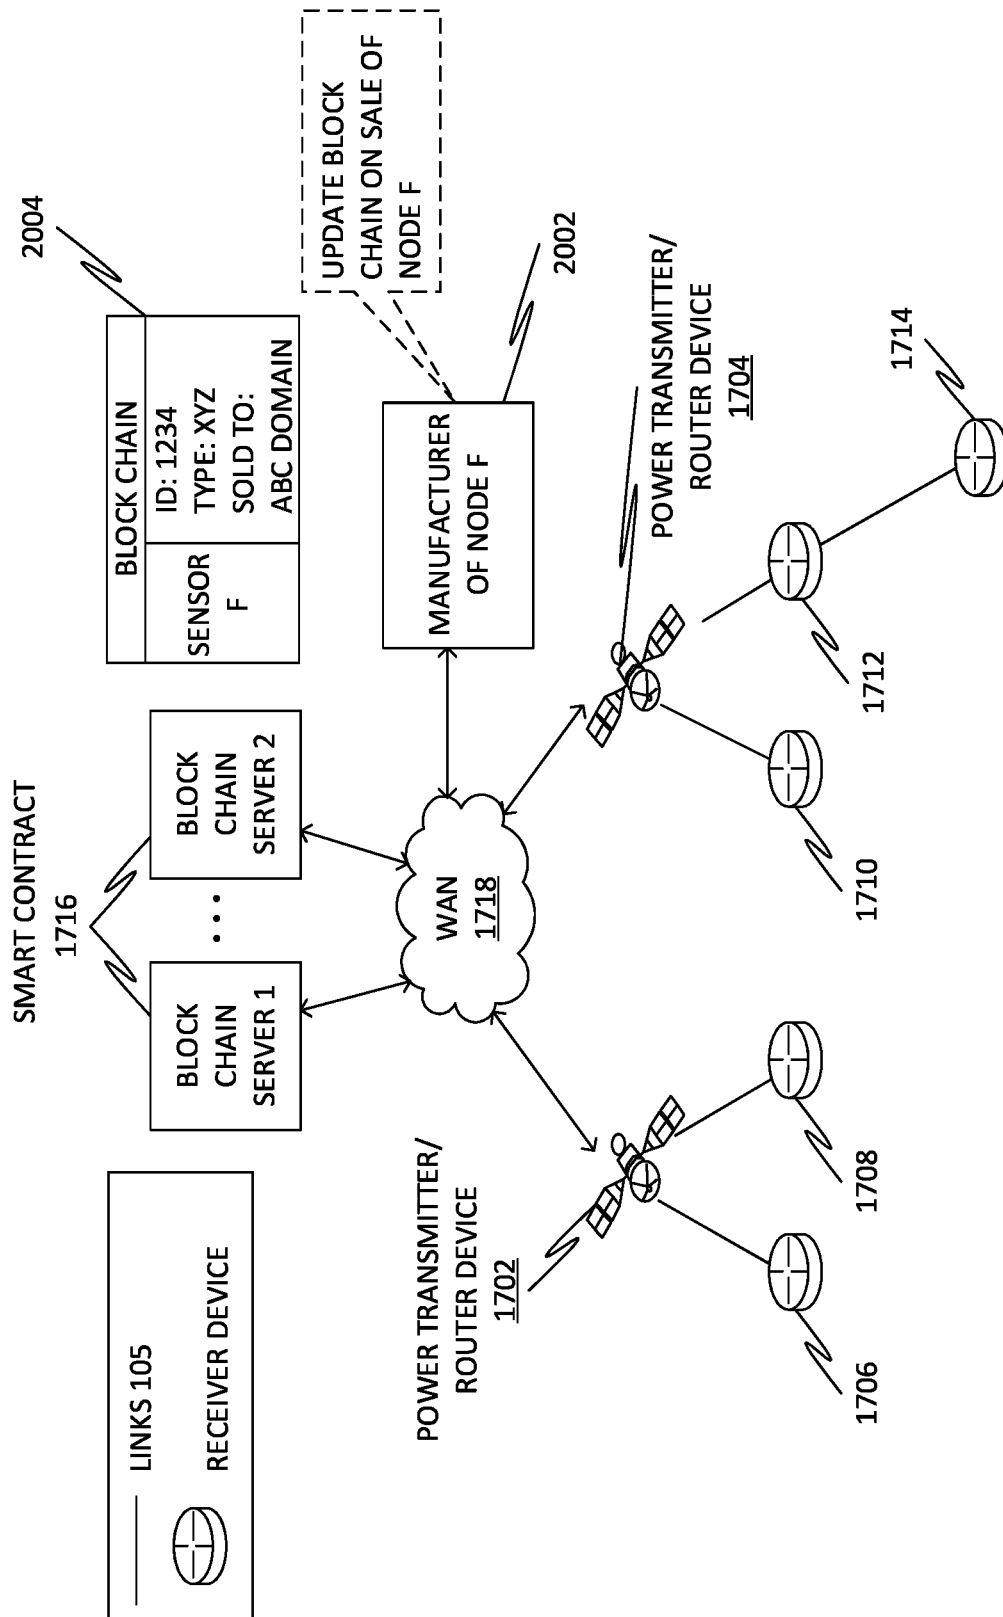 LINKS 105
RECEIVER DEVICE
SMART CONTRACT
1716
BLOCK
CHAIN
SERVER 1
BLOCK
CHAIN
SERVER 2
BLOCK CHAIN
SENSOR
F
ID: 1234
TYPE: XYZ
SOLD TO:
ABC DOMAIN
2004
UPDATE BLOCK
CHAIN ON SALE OF
NODE F
MANUFACTURER
OF NODE F
2002
WAN
1718
POWER TRANSMITTER/
ROUTER DEVICE
1702
POWER TRANSMITTER/
ROUTER DEVICE
1704
1706
1708
1710
1712
1714